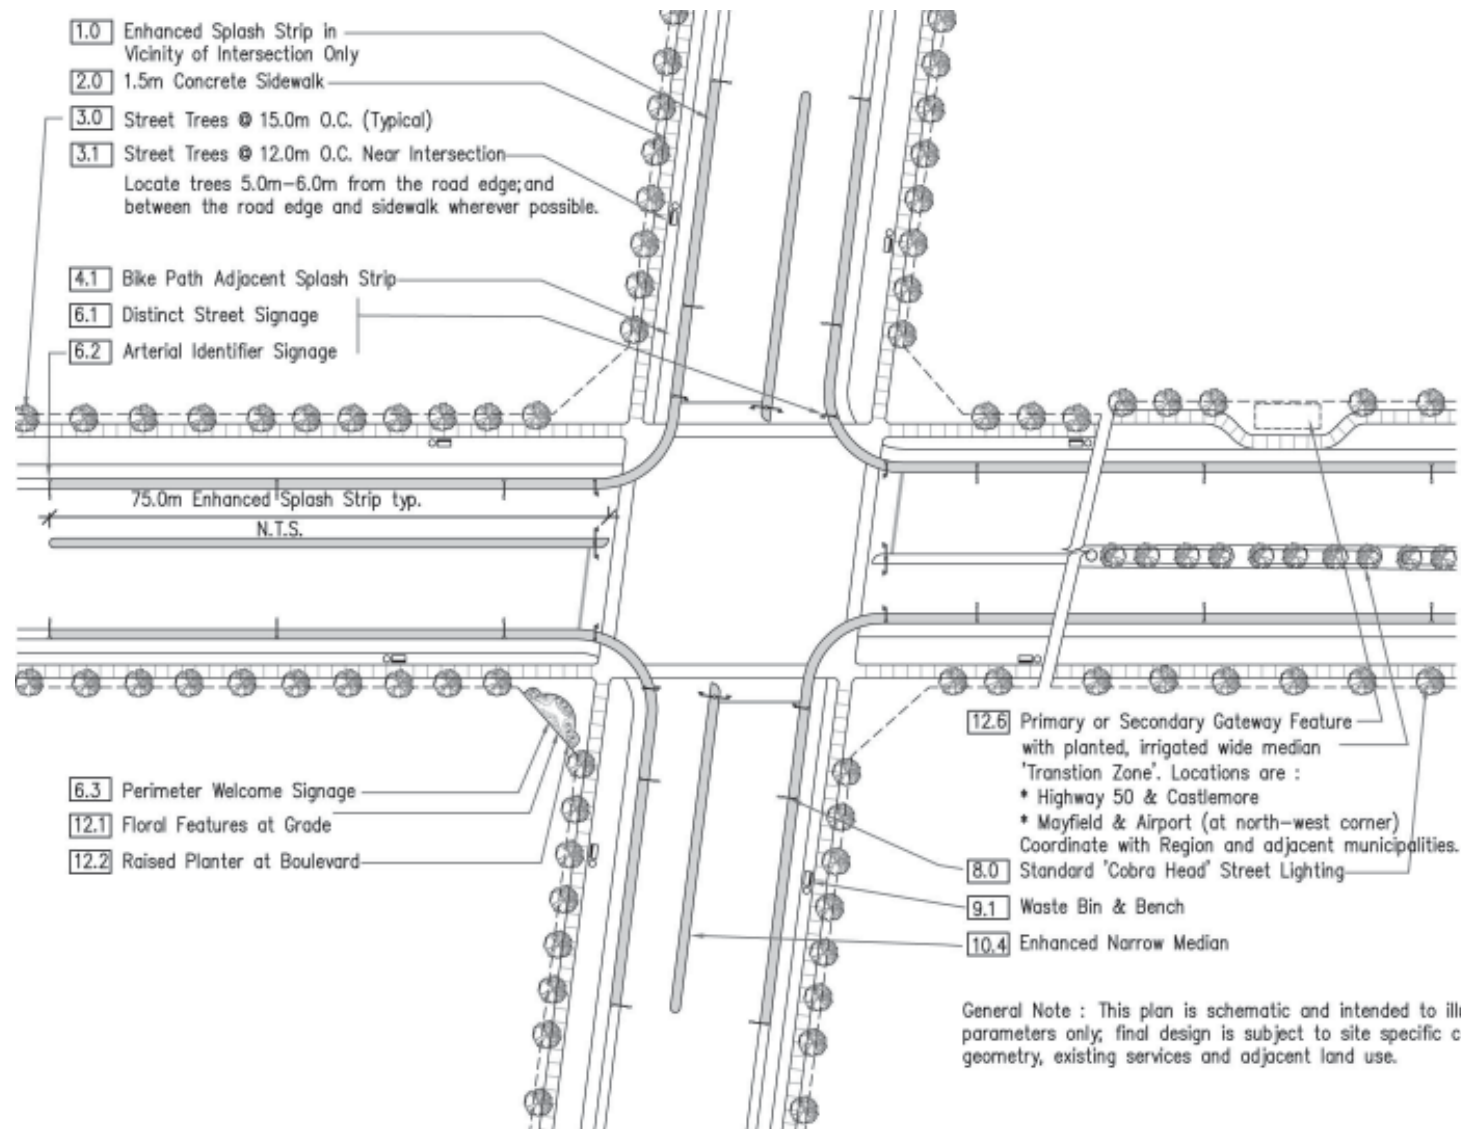 1.0 Enhanced Splash Strip in
Vicinity of Intersection Only
2.0 1.5m Concrete Sidewalk
3.0 Street Trees @ 15.0m O.C. (Typical)
3.1 Street Trees @ 12.0m O.C. Near Intersection
Locate trees 5.0m-6.0m from the road edge; and
between the road edge and sidewalk wherever possible.
4.1 Bike Path Adjacent Splash Strip
6.1 Distinct Street Signage
6.2 Arterial Identifier Signage
75.0m Enhanced Splash Strip typ.
N.T.S.
6.3 Perimeter Welcome Signage
12.1 Floral Features at Grade
12.2 Raised Planter at Boulevard
12.6 Primary or Secondary Gateway Feature
with planted, irrigated wide median
'Transtion Zone'. Locations are :
* Highway 50 & Castlemore
* Mayfield & Airport (at north-west corner)
Coordinate with Region and adjacent municipalities.
8.0 Standard 'Cobra Head' Street Lighting
9.1 Waste Bin & Bench
10.4 Enhanced Narrow Median
General Note : This plan is schematic and intended to
parameters only; final design is subject to site specific
geometry, existing services and adjacent land use.